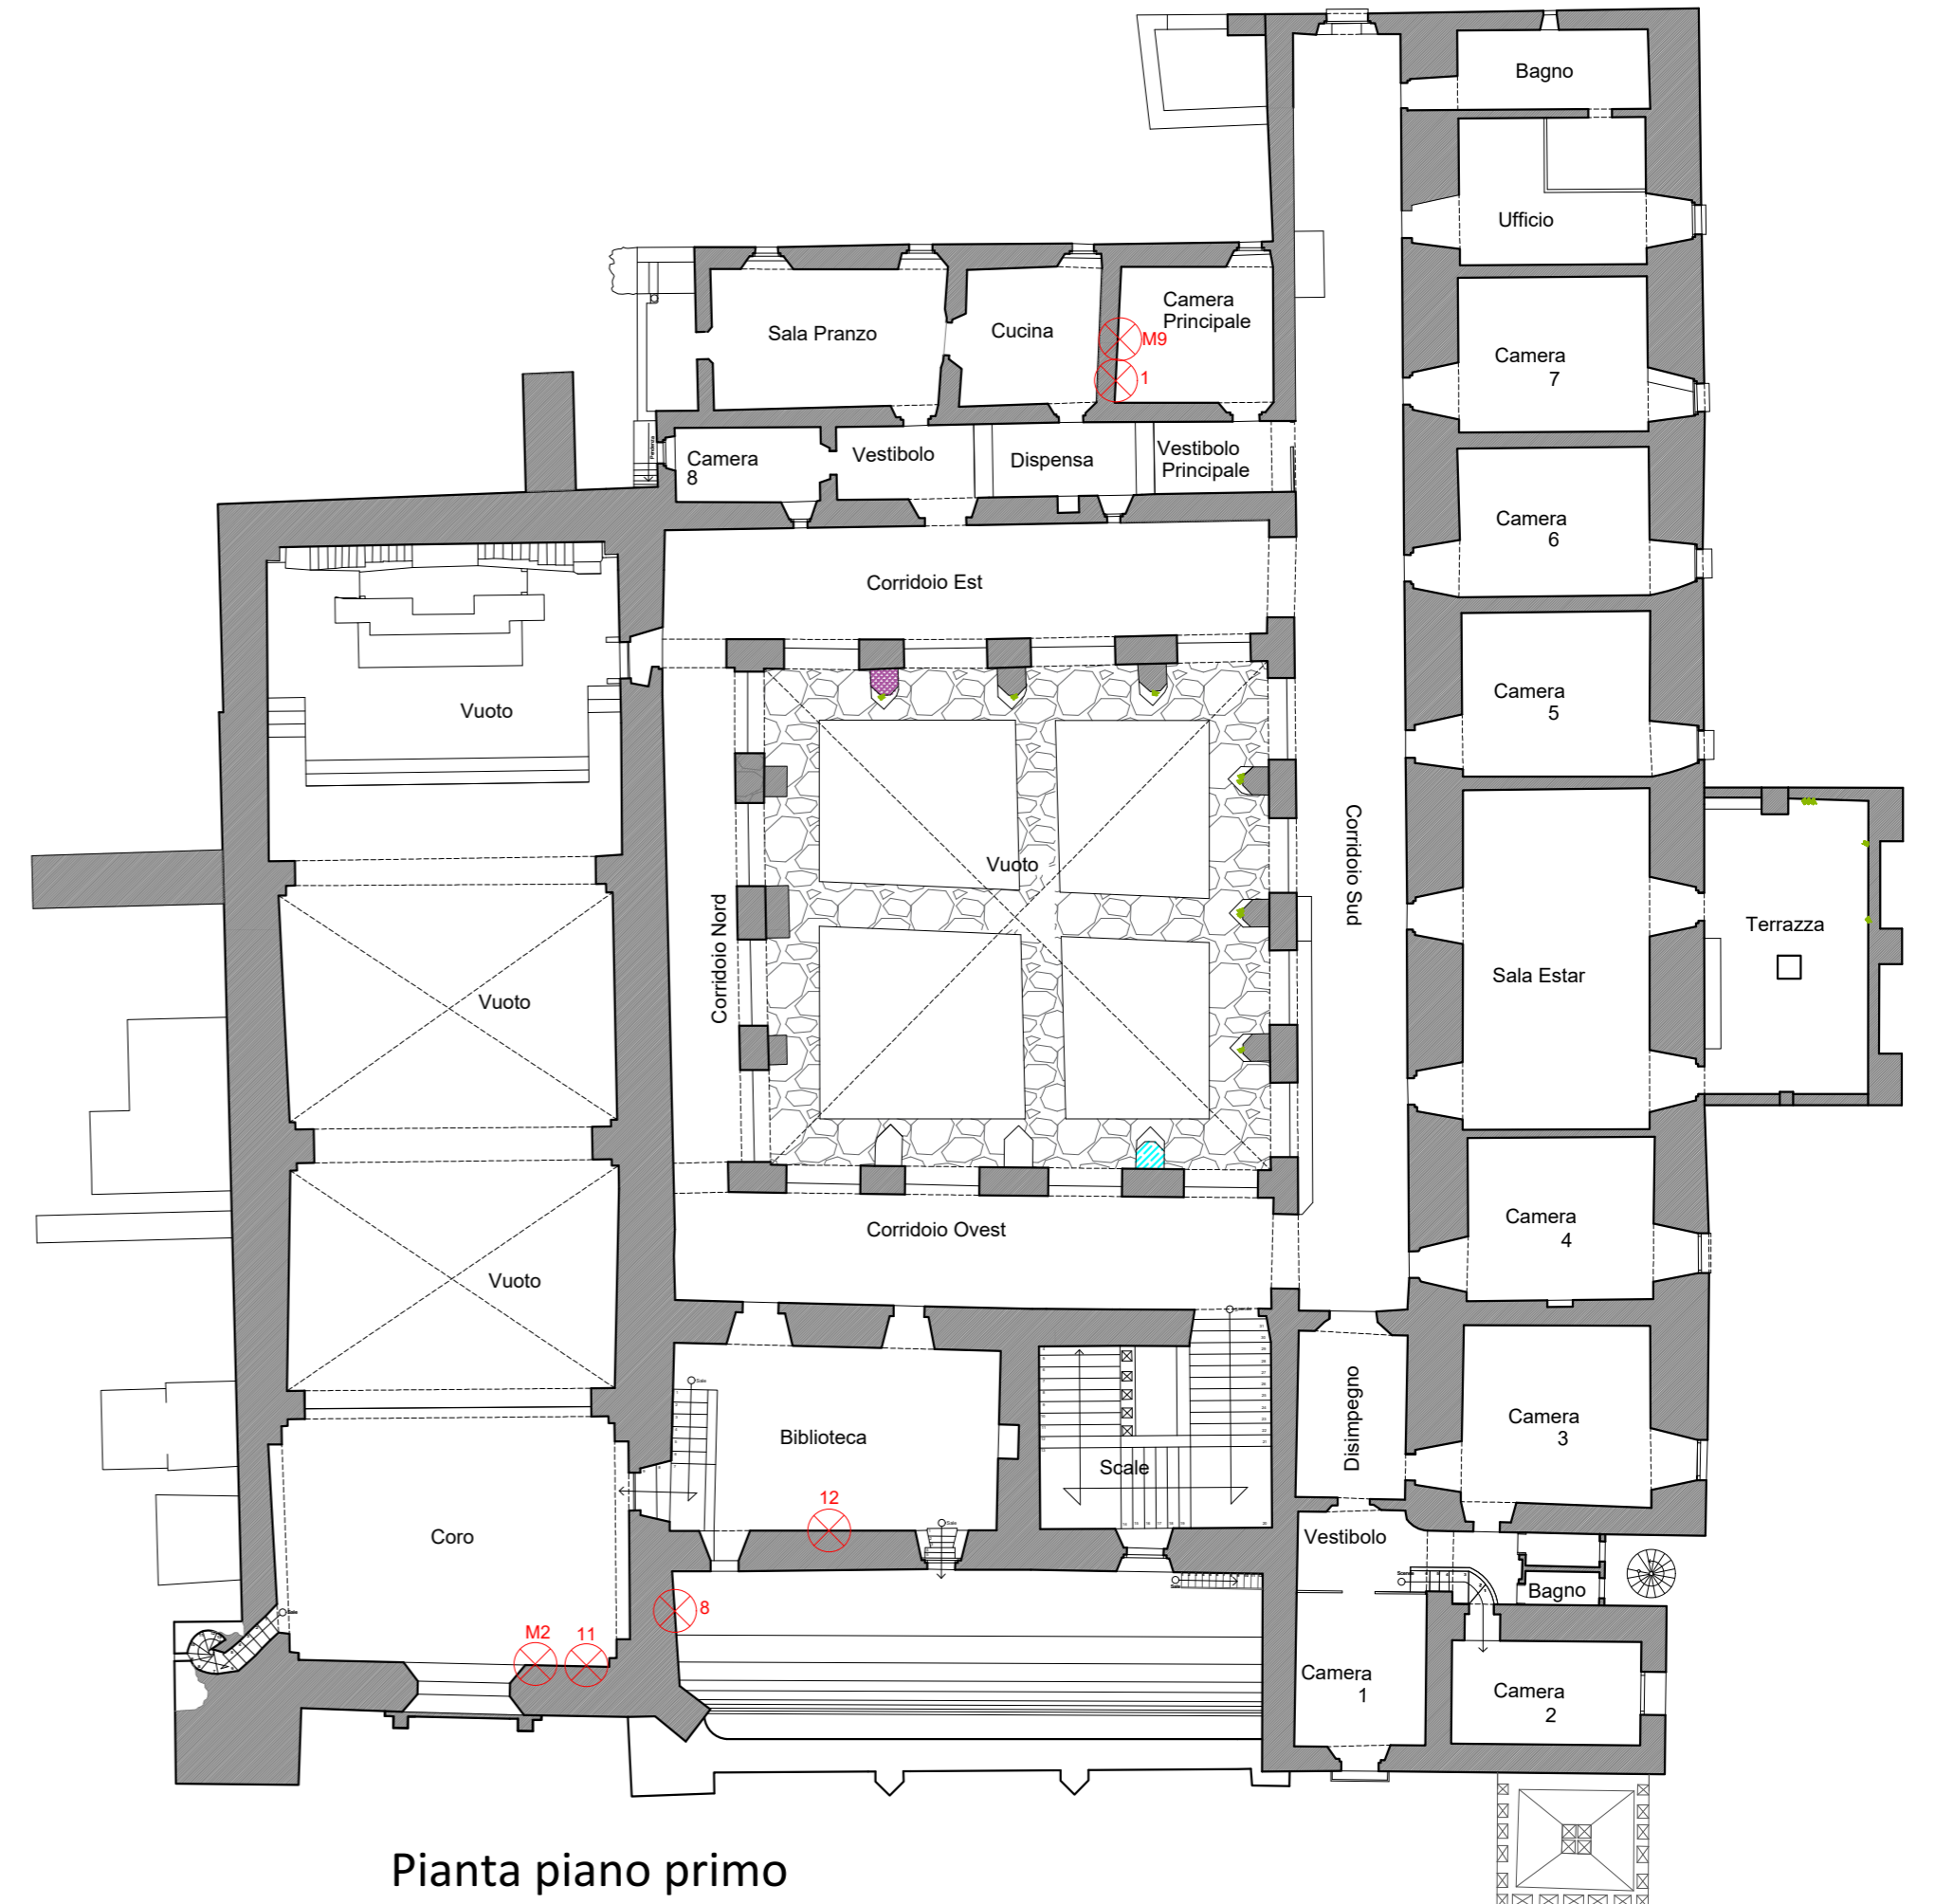 Bagno
Ufficio
Camera
Principale
Sala Pranzo
Cucina
M9
1
Camera
7
Camera
8
Vestibolo
Dispensa
Vestibolo
Principale
Camera
6
Corridoio Est
Camera
5
Vuoto
Vuoto
Corridoio Sud
Corridoio Nord
Terrazza
Sala Estar
Vuoto
Camera
4
Corridoio Ovest
Vuoto
Camera
3
Disimpegno
Biblioteca
Scale
12
Coro
Vestibolo
Bagno
8
M2
11
Camera
1
Camera
2
Pianta piano primo